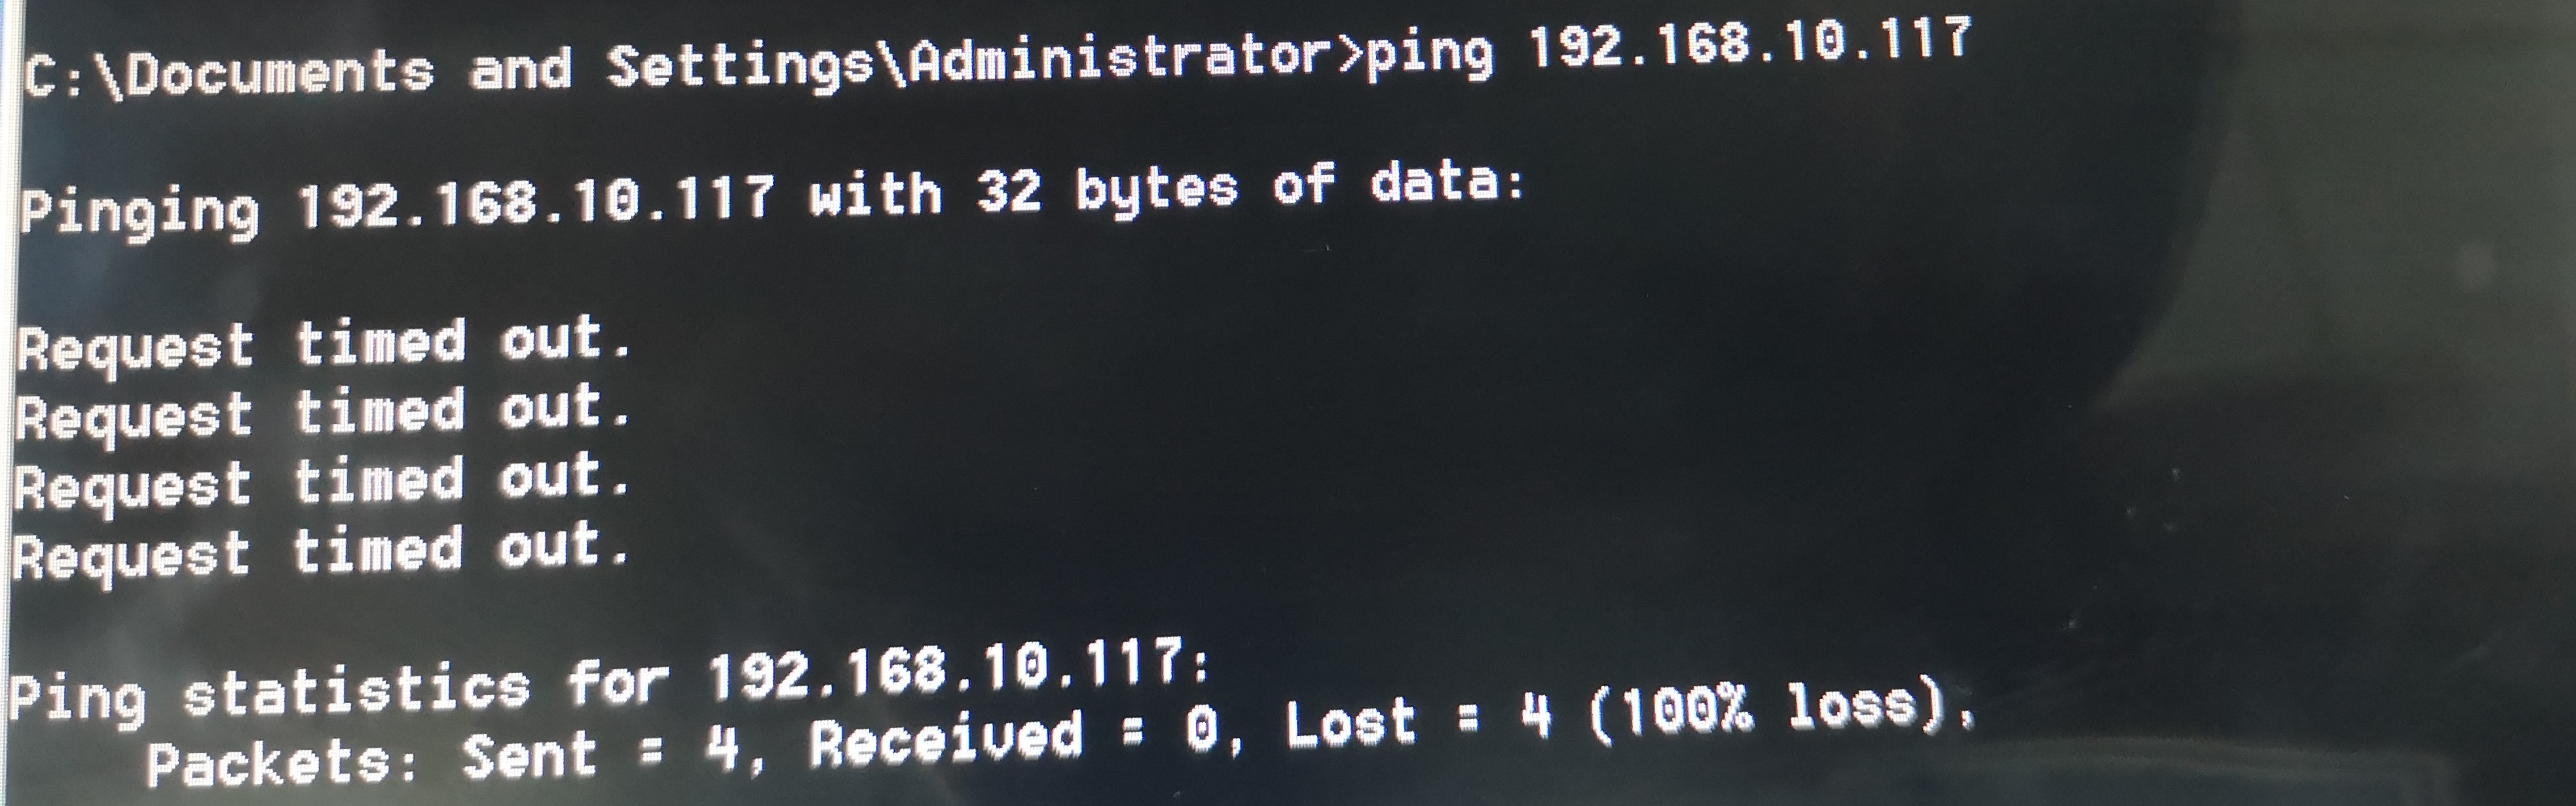 C:\Documents and Settings\Administrator>ping 192.168.10.117
Pinging 192.168.10.117 with 32 bytes of data:
Request timed out.
Request timed out.
Request timed out.
Request timed out.
Ping statistics for 192.168.10.117:
Packets: Sent = 4, Received = 0, Lost = 4 (100% loss),